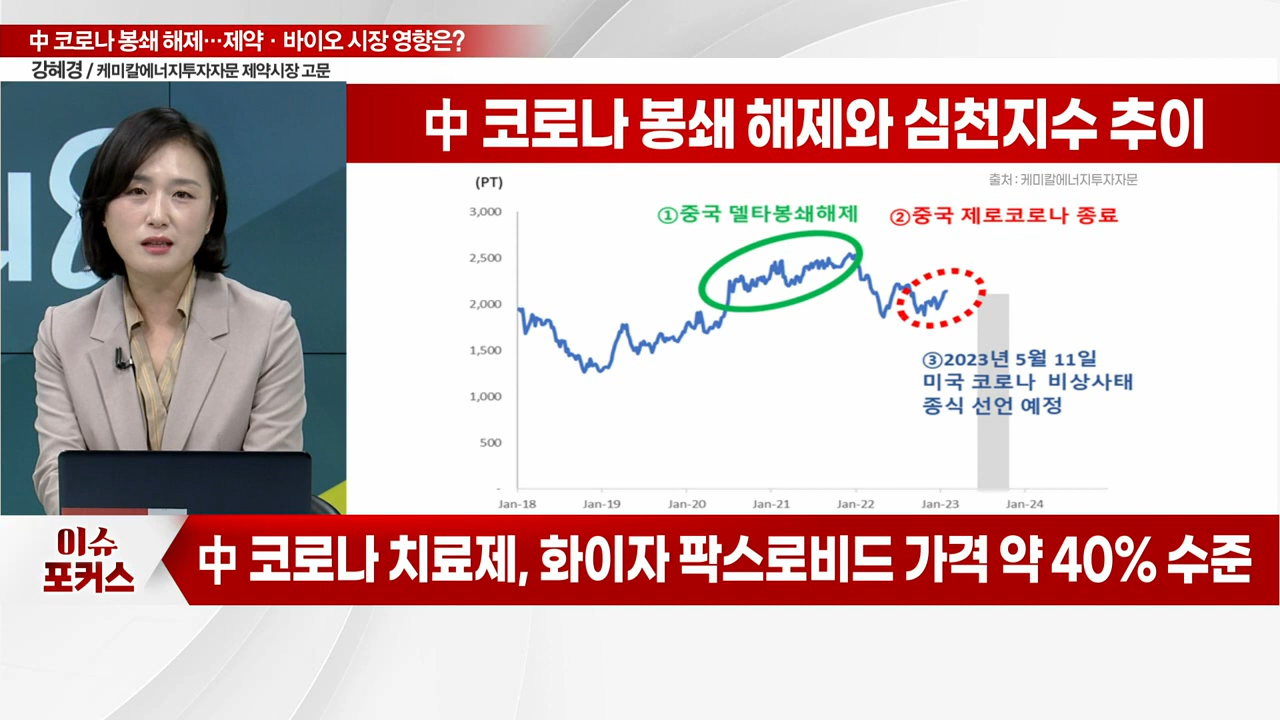 中 코로나 봉쇄 해제…제약·바이오 시장 영향은?
강혜경 / 케미칼에너지투자자문 제약시장 고문
中 코로나 봉쇄 해제와 심천지수 추이
(PT)
출처 : 케미칼에너지투자자문
①중국 델타봉쇄해제
②중국 제로코로나 종료
3,000
2,500
2,000
1,500
1,000
500
-
③2023년 5월 11일
미국 코로나 비상사태
종식 선언 예정
Jan-18 Jan-19 Jan-20 Jan-21 Jan-22 Jan-23 Jan-24
이슈
포커스
中 코로나 치료제, 화이자 팍스로비드 가격 약 40% 수준